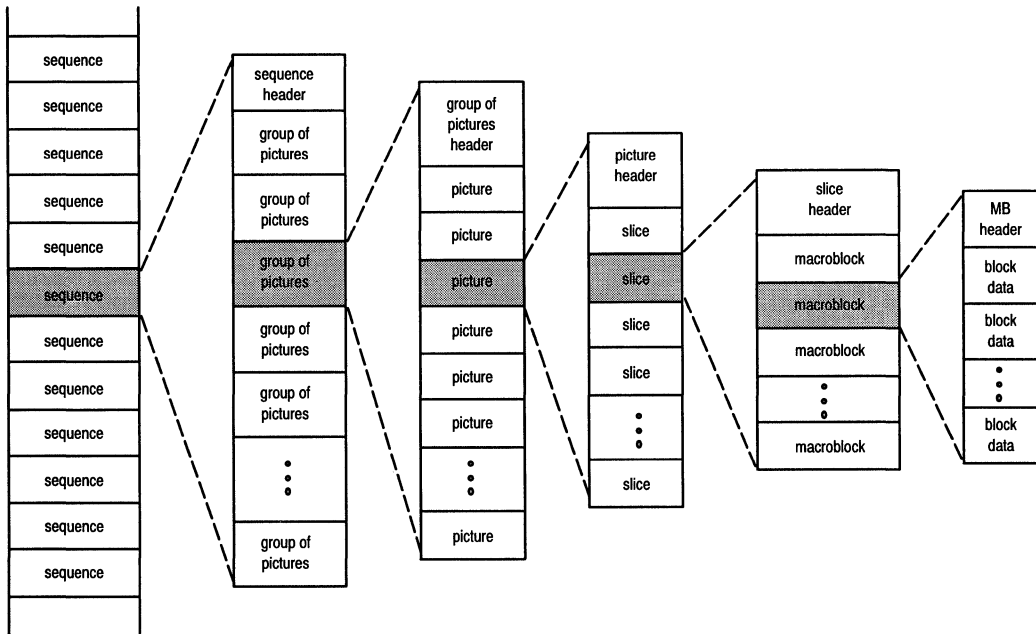 sequence
sequence
sequence
sequence
sequence
sequence
sequence
sequence
sequence
sequence
sequence
sequence
sequence
header
group of
pictures
group of
pictures
group of
pictures
group of
pictures
group of
pictures
group of
pictures
group of
pictures
header
picture
picture
picture
picture
picture
picture
picture
picture
header
slice
slice
slice
slice
slice
slice
header
macroblock
macroblock
macroblock
macroblock
MB
header
block
data
block
data
block
data